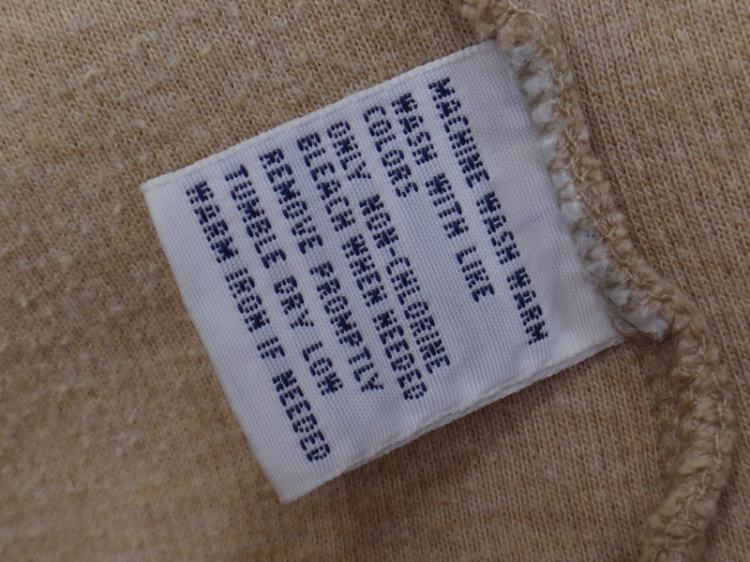 MACHINE WASH WARM
WASH WITH LIKE
COLORS
ONLY NON-CHLORINE
BLEACH WHEN NEEDED
REMOVE PROMPTLY
TUMBLE DRY LOW
WARM IRON IF NEEDED